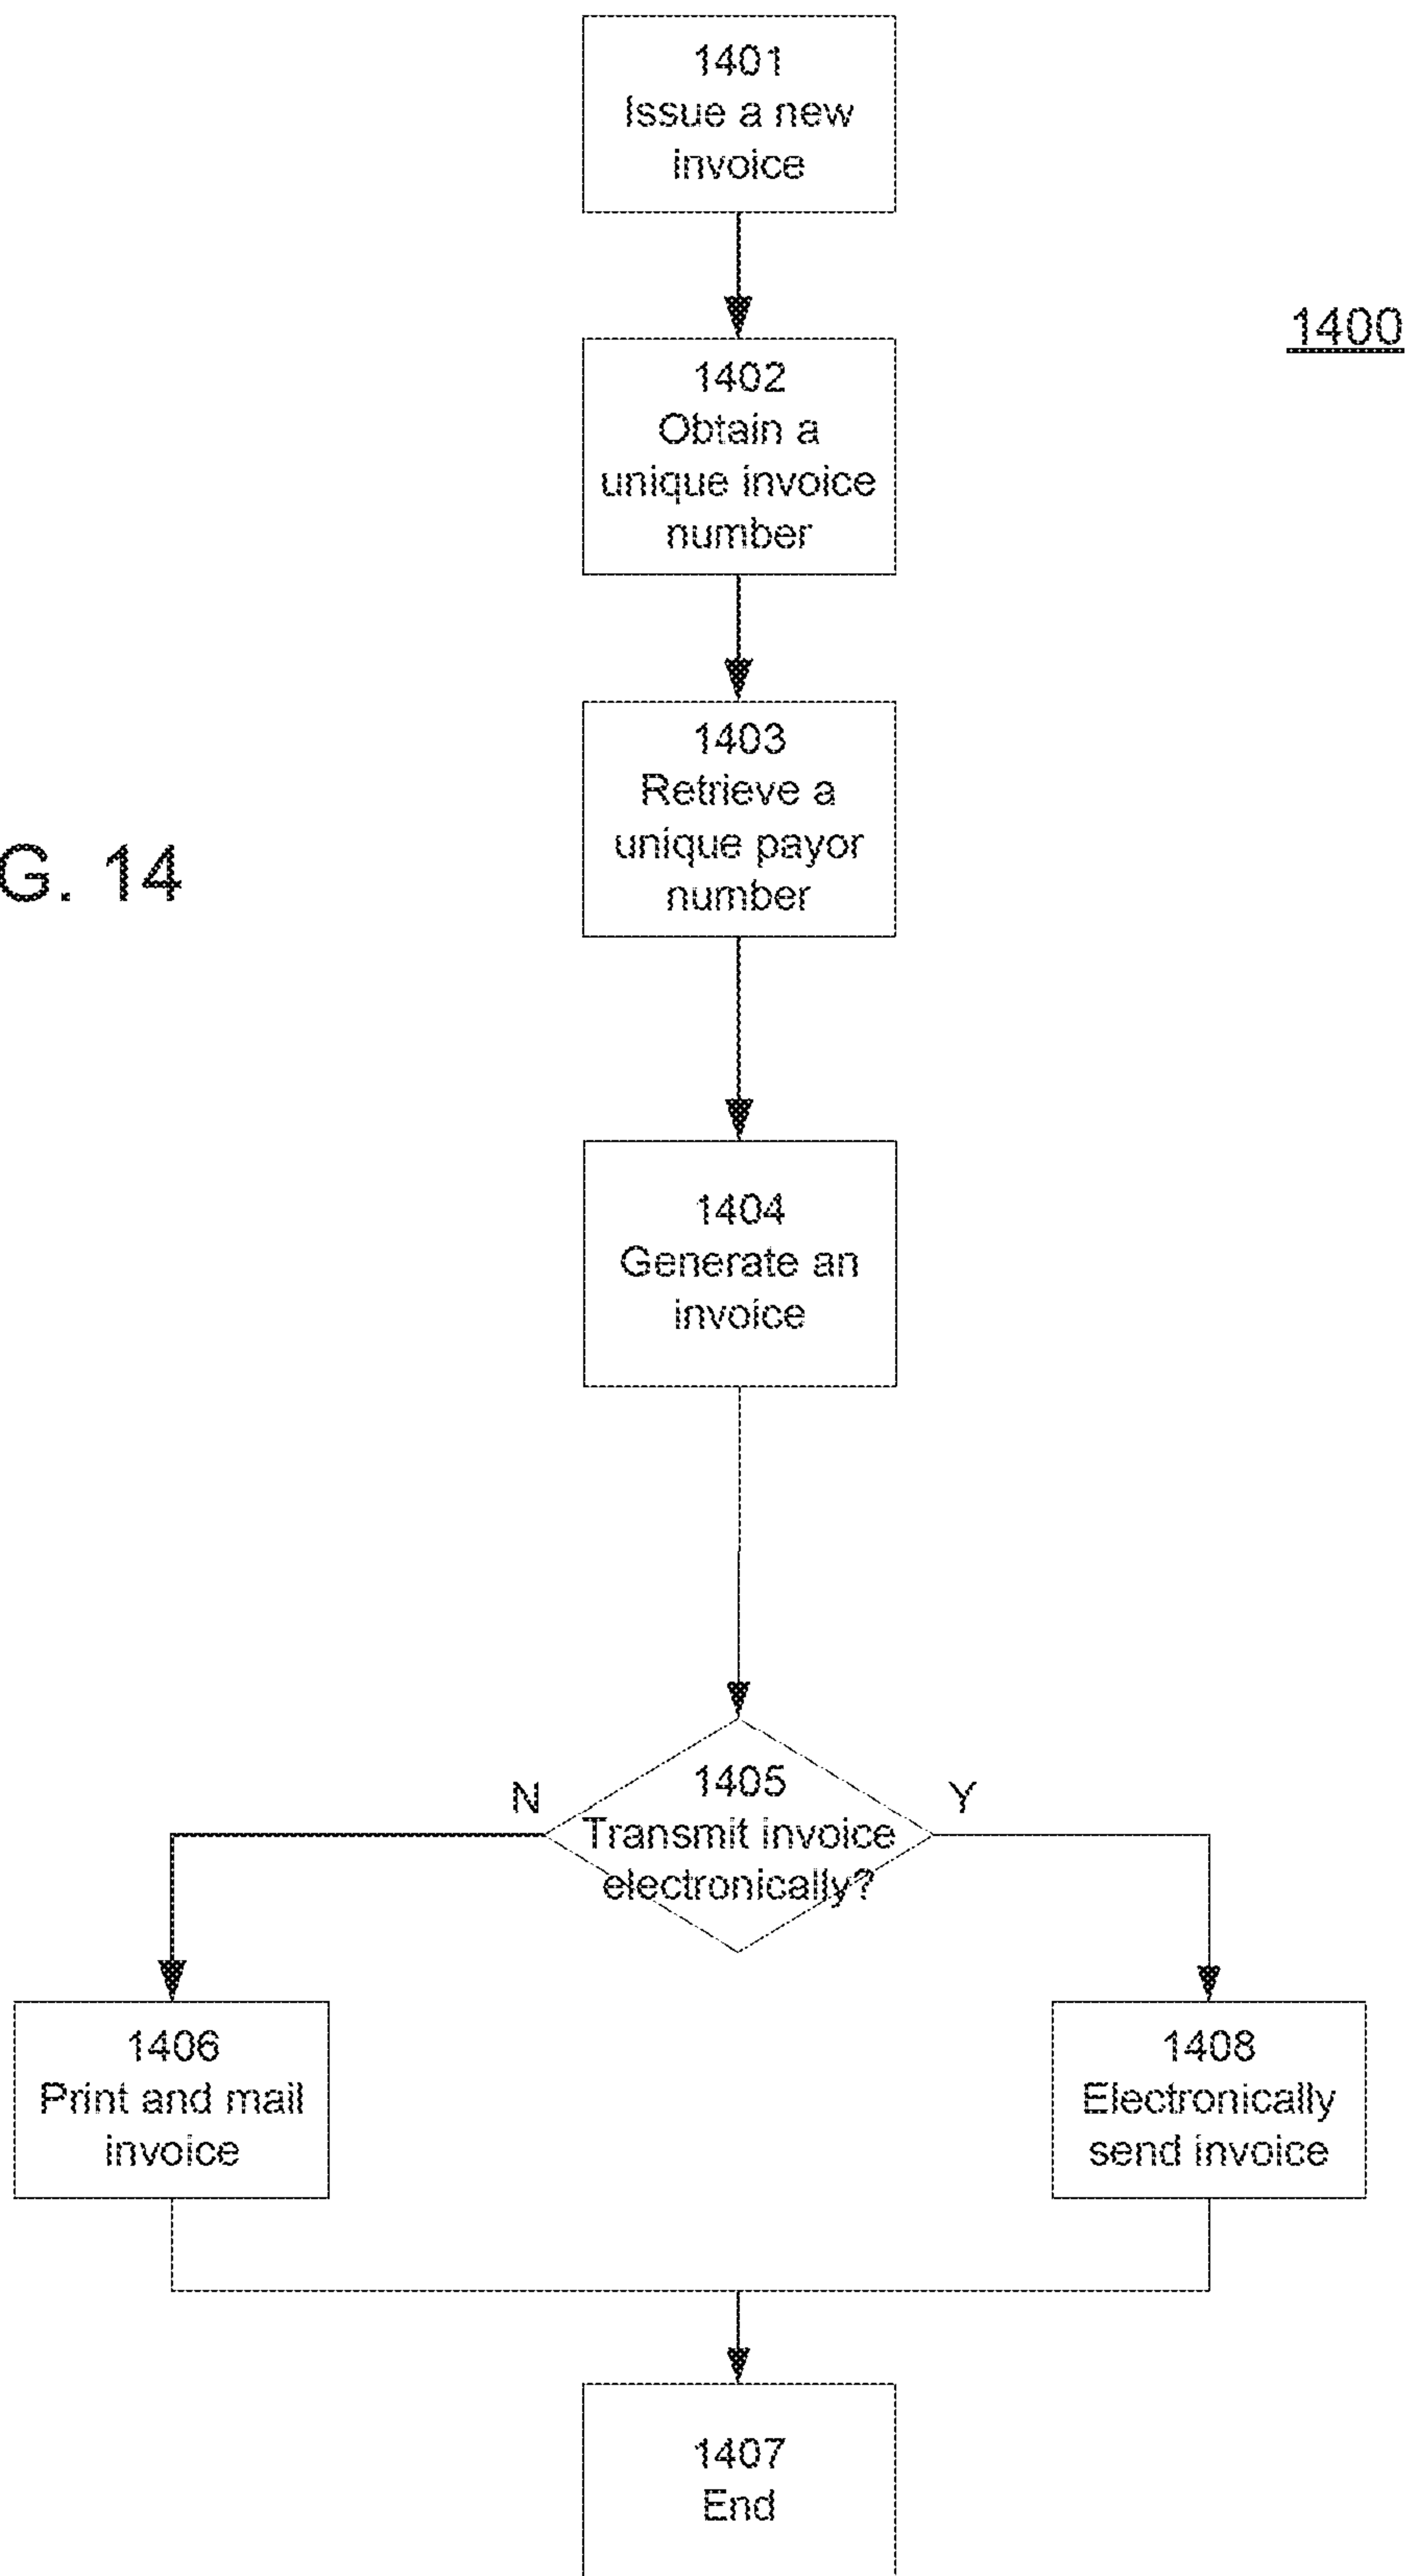 1401
Issue a new
invoice
1400
1402
Obtain a
unique invoice
number
1403
Retrieve a
unique payor
number
G. 14
1404
Generate an
invoice
N
Y
1405
Transmit invoice
electronically?
1406
Print and mail
invoice
1408
Electronically
send invoice
1407
End